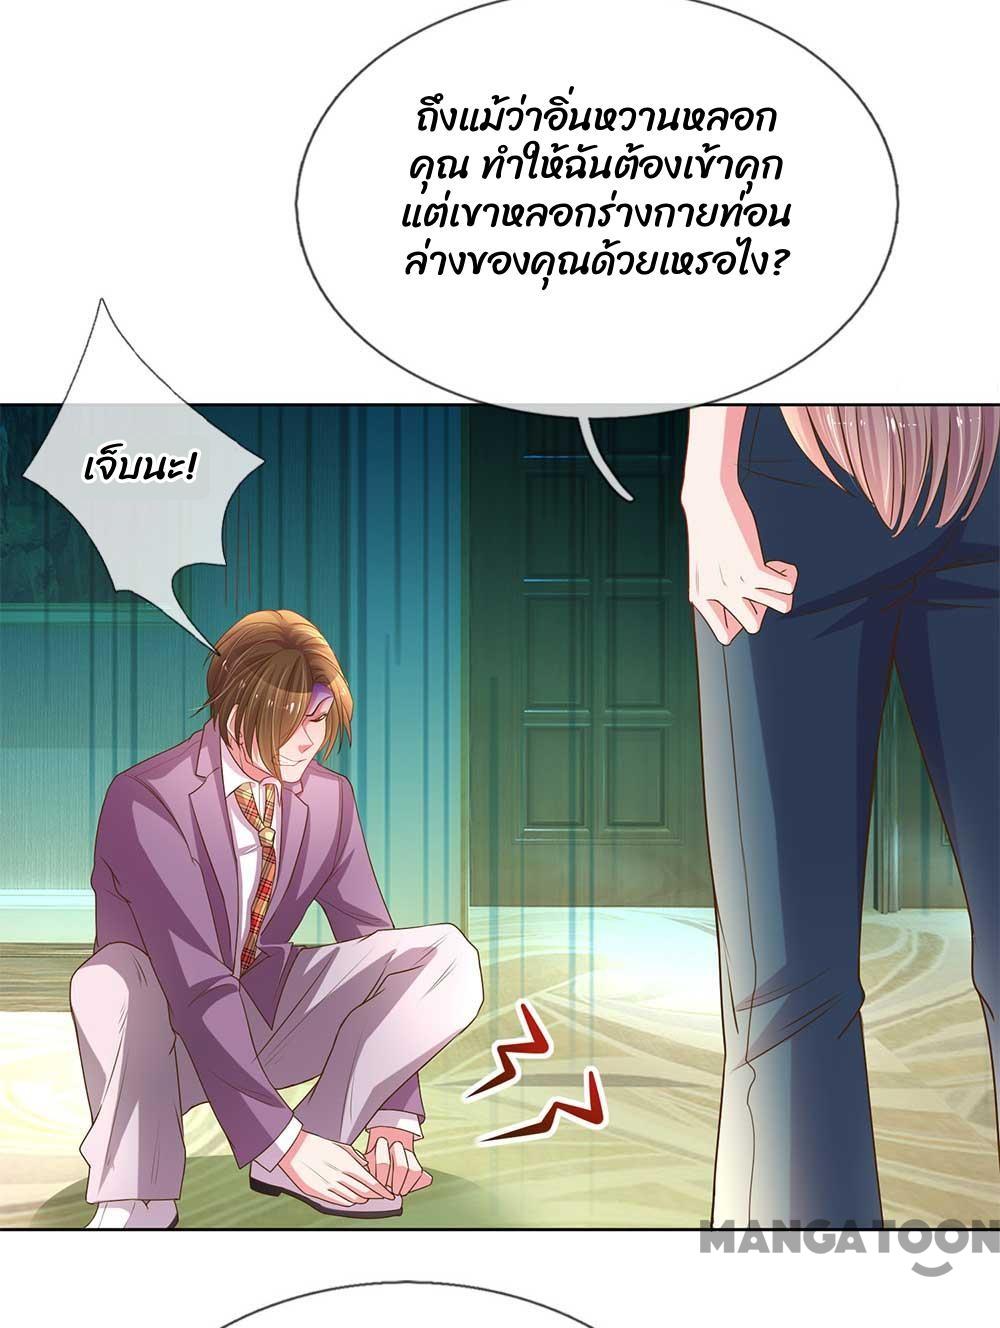 ถึงแม้ว่าอิ่นหวานหลอก
คุณ ทำให้ฉันต้องเข้าคุก
แต่เขาหลอกร่างกายท่อน
ล่างของคุณด้วยเหรอไง?
เจ็บนะ!
MANGATOON